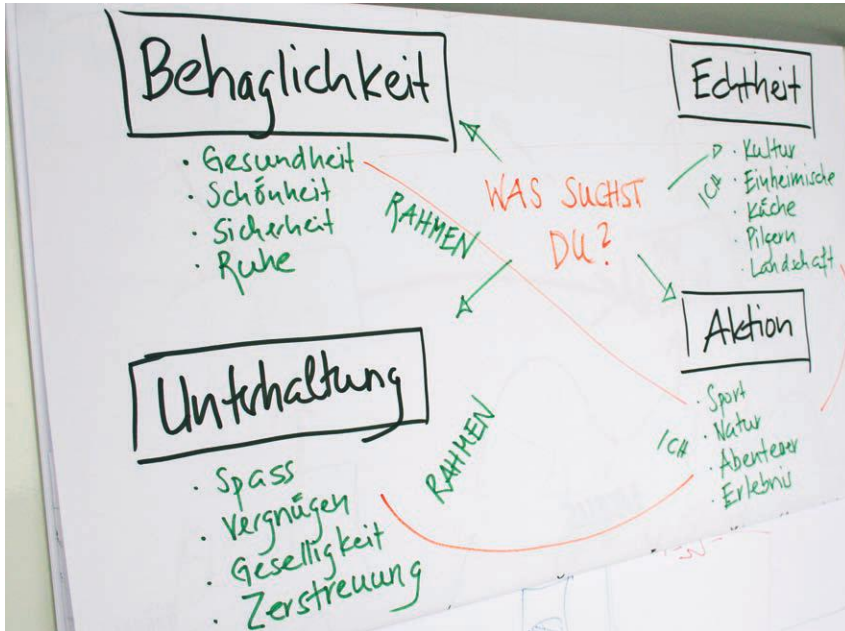 Behaglichkeit
· Gesundheit
· Schönheit
· Sicherheit
· Ruhe
RAHMEN
WAS SUCHST
DU?
Echtheit
ICH
· Kultur
· Einheimische
· Küche
· Pilgern
· Landschaft
Unterhaltung
· Spass
· Vergnügen
· Geselligkeit
· Zerstreuung
RAHMEN
Aktion
ICH
· Sport
· Natur
· Abenteuer
· Erlebnis